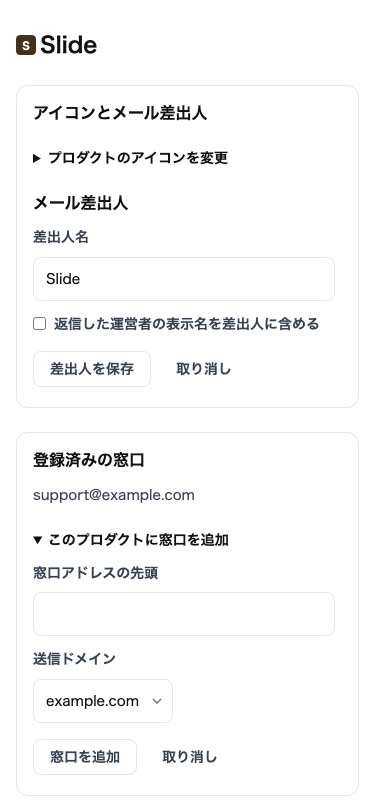 S Slide
アイコンとメール差出人
プロダクトのアイコンを変更
メール差出人
差出人名
Slide
返信した運営者の表示名を差出人に含める
差出人を保存 取り消し
登録済みの窓口
support@example.com
このプロダクトに窓口を追加
窓口アドレスの先頭
送信ドメイン
example.com
窓口を追加 取り消し